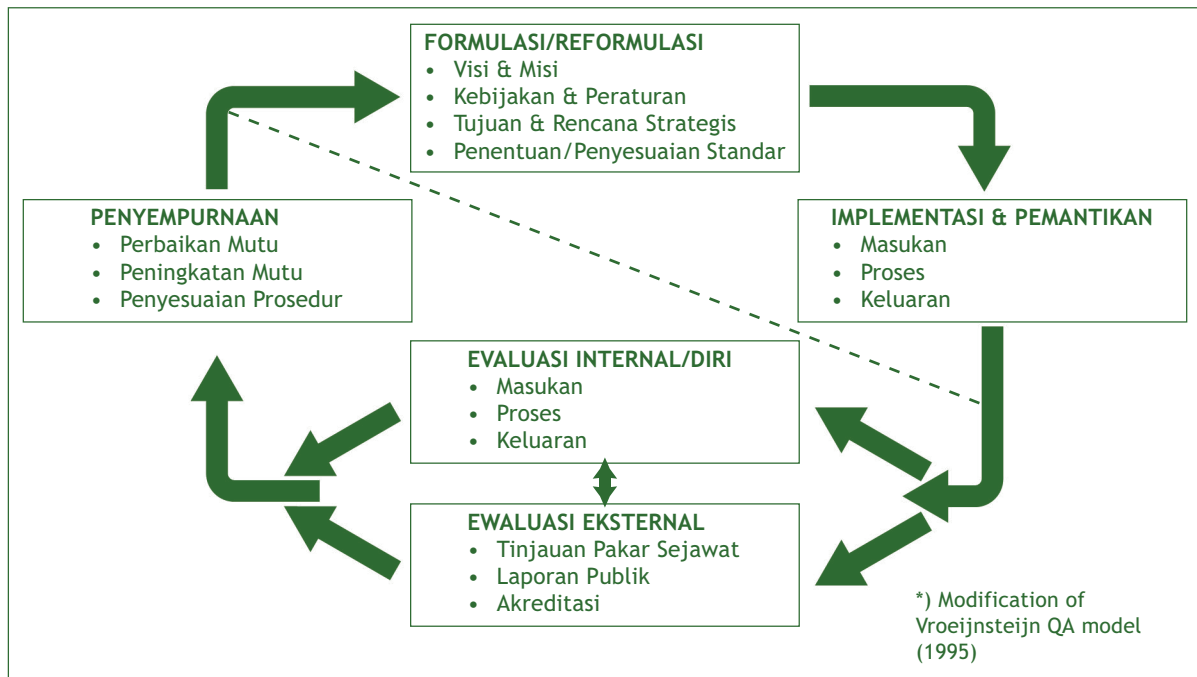 FORMULASI/REFORMULASI
• Visi & Misi
• Kebijakan & Peraturan
• Tujuan & Rencana Strategis
• Penentuan/Penyesuaian Standar
PENYEMPURNAAN
• Perbaikan Mutu
• Peningkatan Mutu
• Penyesuaian Prosedur
IMPLEMENTASI & PEMANTIKAN
• Masukan
• Proses
• Keluaran
EVALUASI INTERNAL/DIRI
• Masukan
• Proses
• Keluaran
EWALUASI EKSTERNAL
• Tinjauan Pakar Sejawat
• Laporan Publik
• Akreditasi
*) Modification of
Vroeijnsteijn QA model
(1995)